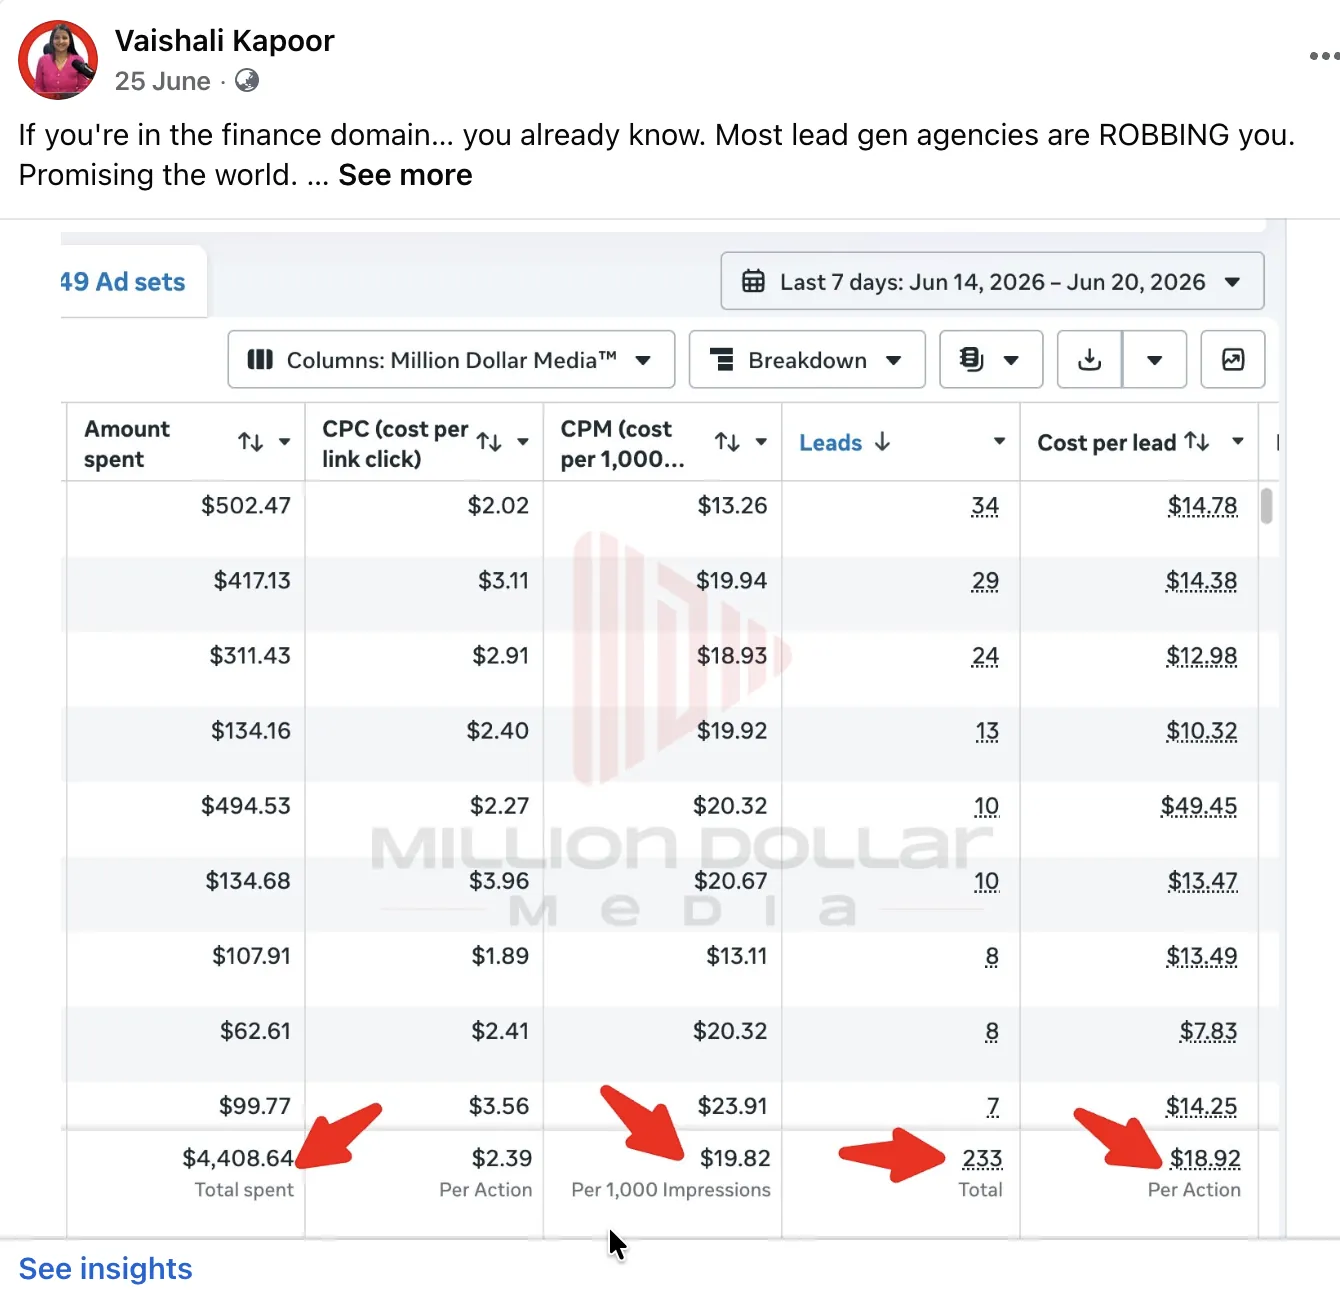 Vaishali Kapoor
25 June ·
If you're in the finance domain... you already know. Most lead gen agencies are ROBBING you.
Promising the world. ... See more
49 Ad sets
Last 7 days: Jun 14, 2026 – Jun 20, 2026
Columns: Million Dollar Media™
Breakdown
Amount spent
CPC (cost per link click)
CPM (cost per 1,000...
Leads
Cost per lead
$502.47 $2.02 $13.26 34 $14.78
$417.13 $3.11 $19.94 29 $14.38
$311.43 $2.91 $18.93 24 $12.98
$134.16 $2.40 $19.92 13 $10.32
$494.53 $2.27 $20.32 10 $49.45
MILLION DOLLAR
$134.68 $3.96 $20.67 10 $13.47
MEDIA
$107.91 $1.89 $13.11 8 $13.49
$62.61 $2.41 $20.32 8 $7.83
$99.77 $3.56 $23.91 7 $14.25
$4,408.64 $2.39 $19.82 233 $18.92
Total spent Per Action Per 1,000 Impressions Total Per Action
See insights